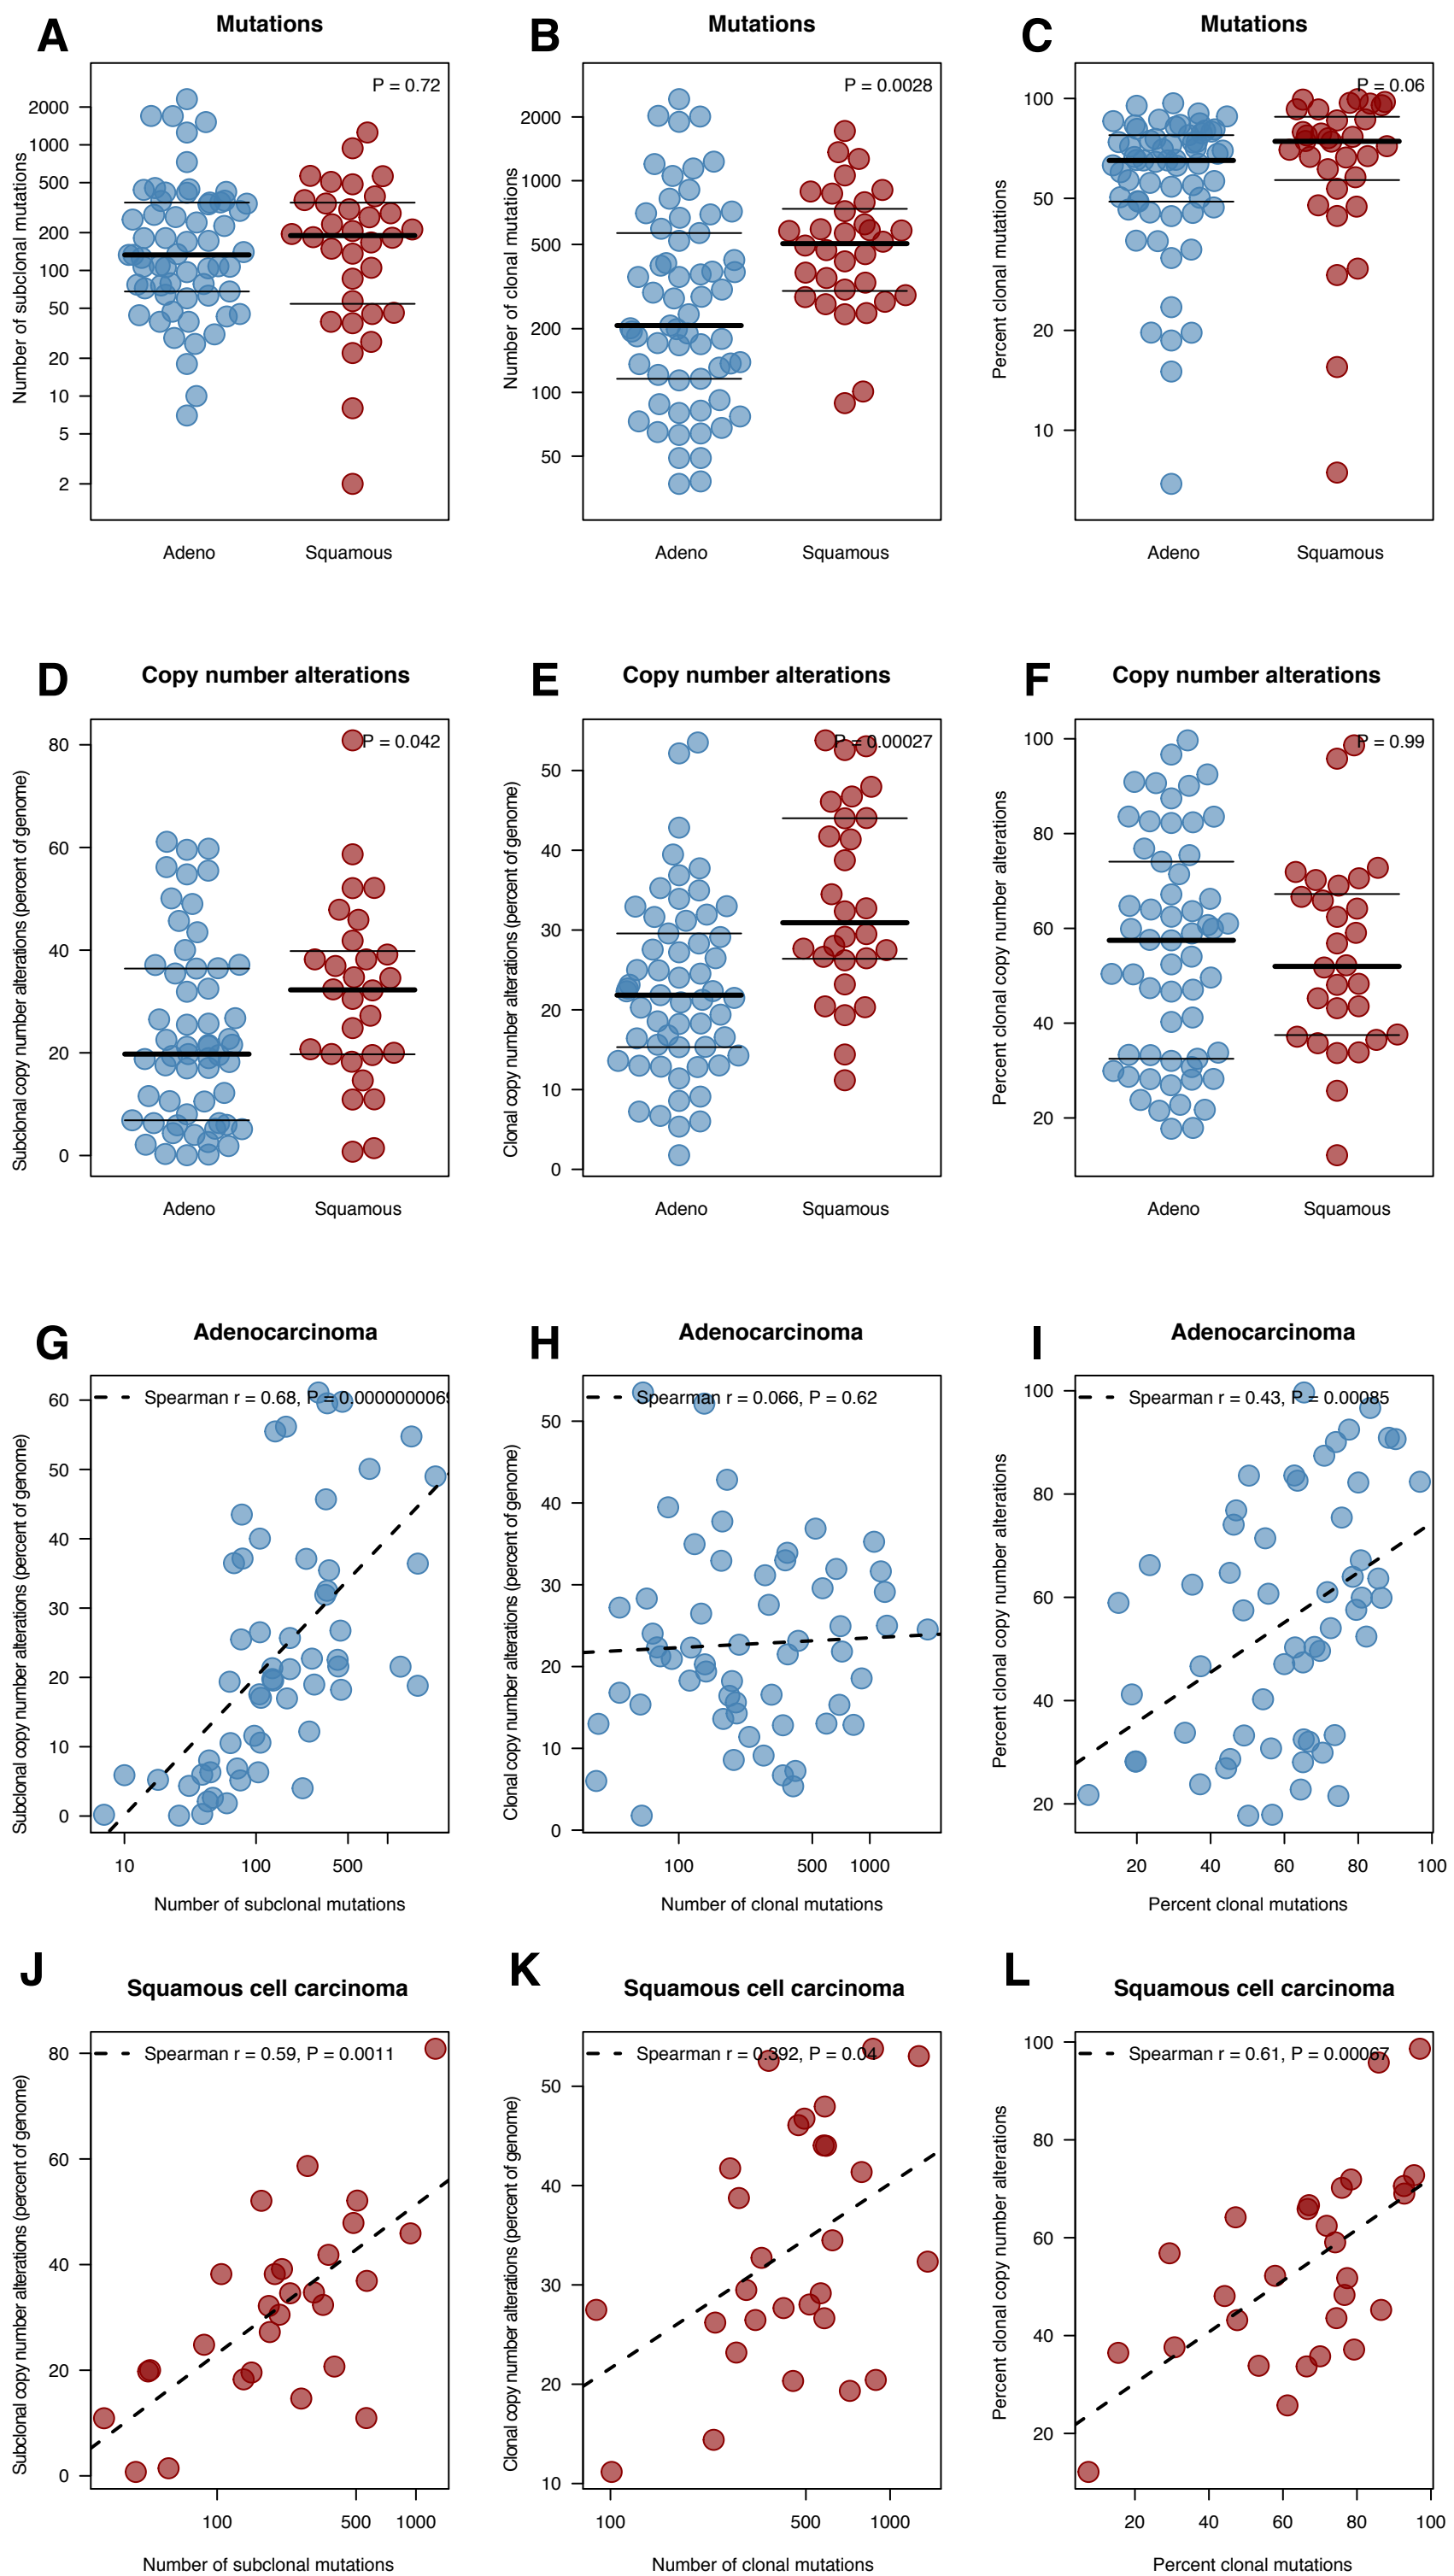 A
Mutations
P = 0.72
Number of subclonal mutations
2000
1000
500
200
100
50
20
10
5
2
Adeno
Squamous
B
Mutations
P = 0.0028
Number of clonal mutations
2000
1000
500
200
100
50
Adeno
Squamous
C
Mutations
P = 0.06
Percent clonal mutations
100
50
20
10
Adeno
Squamous
D
Copy number alterations
P = 0.042
Subclonal copy number alterations (percent of genome)
80
60
40
20
0
Adeno
Squamous
E
Copy number alterations
P = 0.00027
Clonal copy number alterations (percent of genome)
50
40
30
20
10
0
Adeno
Squamous
F
Copy number alterations
P = 0.99
Percent clonal copy number alterations
100
80
60
40
20
Adeno
Squamous
G
Adenocarcinoma
Spearman r = 0.68, P = 0.0000000069
Subclonal copy number alterations (percent of genome)
60
50
40
30
20
10
0
10
100
500
Number of subclonal mutations
H
Adenocarcinoma
Spearman r = 0.066, P = 0.62
Clonal copy number alterations (percent of genome)
50
40
30
20
10
0
100
500
1000
Number of clonal mutations
I
Adenocarcinoma
Spearman r = 0.43, P = 0.00085
Percent clonal copy number alterations
100
80
60
40
20
20
40
60
80
100
Percent clonal mutations
J
Squamous cell carcinoma
Spearman r = 0.59, P = 0.0011
Subclonal copy number alterations (percent of genome)
80
60
40
20
0
100
500
1000
Number of subclonal mutations
K
Squamous cell carcinoma
Spearman r = 0.392, P = 0.04
Clonal copy number alterations (percent of genome)
50
40
30
20
10
100
500
1000
Number of clonal mutations
L
Squamous cell carcinoma
Spearman r = 0.61, P = 0.00067
Percent clonal copy number alterations
100
80
60
40
20
20
40
60
80
100
Percent clonal mutations